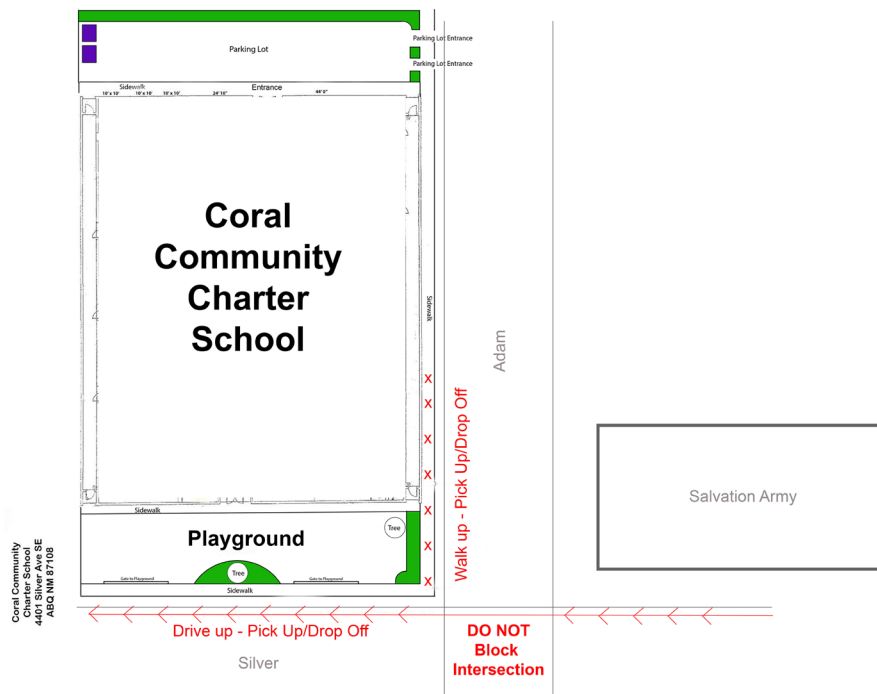 Parking Lot
Parking Lot Entrance
Parking Lot Entrance
Sidewalk
Entrance
10' x 10'
10' x 10'
10' x 10'
24' 10"
44' 0"
Coral
Community
Charter
School
Sidewalk
Adam
X
X
X
X
X
X
X
Walk up - Pick Up/Drop Off
Salvation Army
Sidewalk
Playground
Tree
Tree
Gate to Playground
Gate to Playground
Sidewalk
Coral Community
Charter School
4401 Silver Ave SE
ABQ NM 87108
Drive up - Pick Up/Drop Off
Silver
DO NOT
Block
Intersection